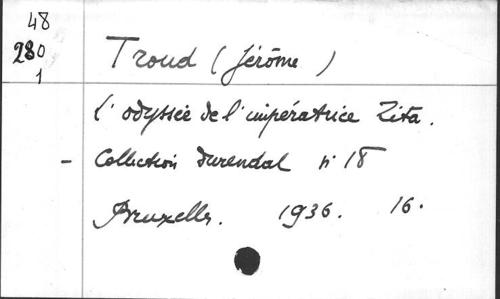 48
280
1
Troud (Jérôme)
L'odyssée de l'impératrice Zita.
- Collection Durendal n° 18
Bruxelles. 1936. 16.